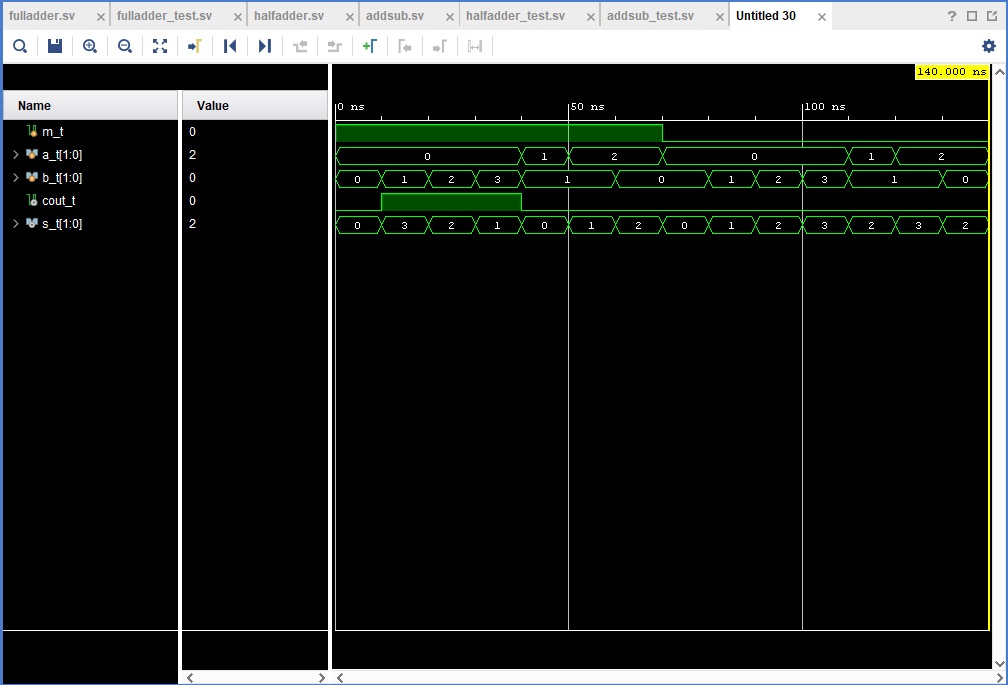 fulladder.sv × fulladder_test.sv × halfadder.sv × addsub.sv × halfadder_test.sv × addsub_test.sv × Untitled 30 × ?
140.000 ns
0 ns 50 ns 100 ns
Name Value
m_t 0
a_t[1:0] 2 0 1 2 0 1 2
b_t[1:0] 0 0 1 2 3 1 0 1 2 3 1 0
cout_t 0
s_t[1:0] 2 0 3 2 1 0 1 2 0 1 2 3 2 3 2